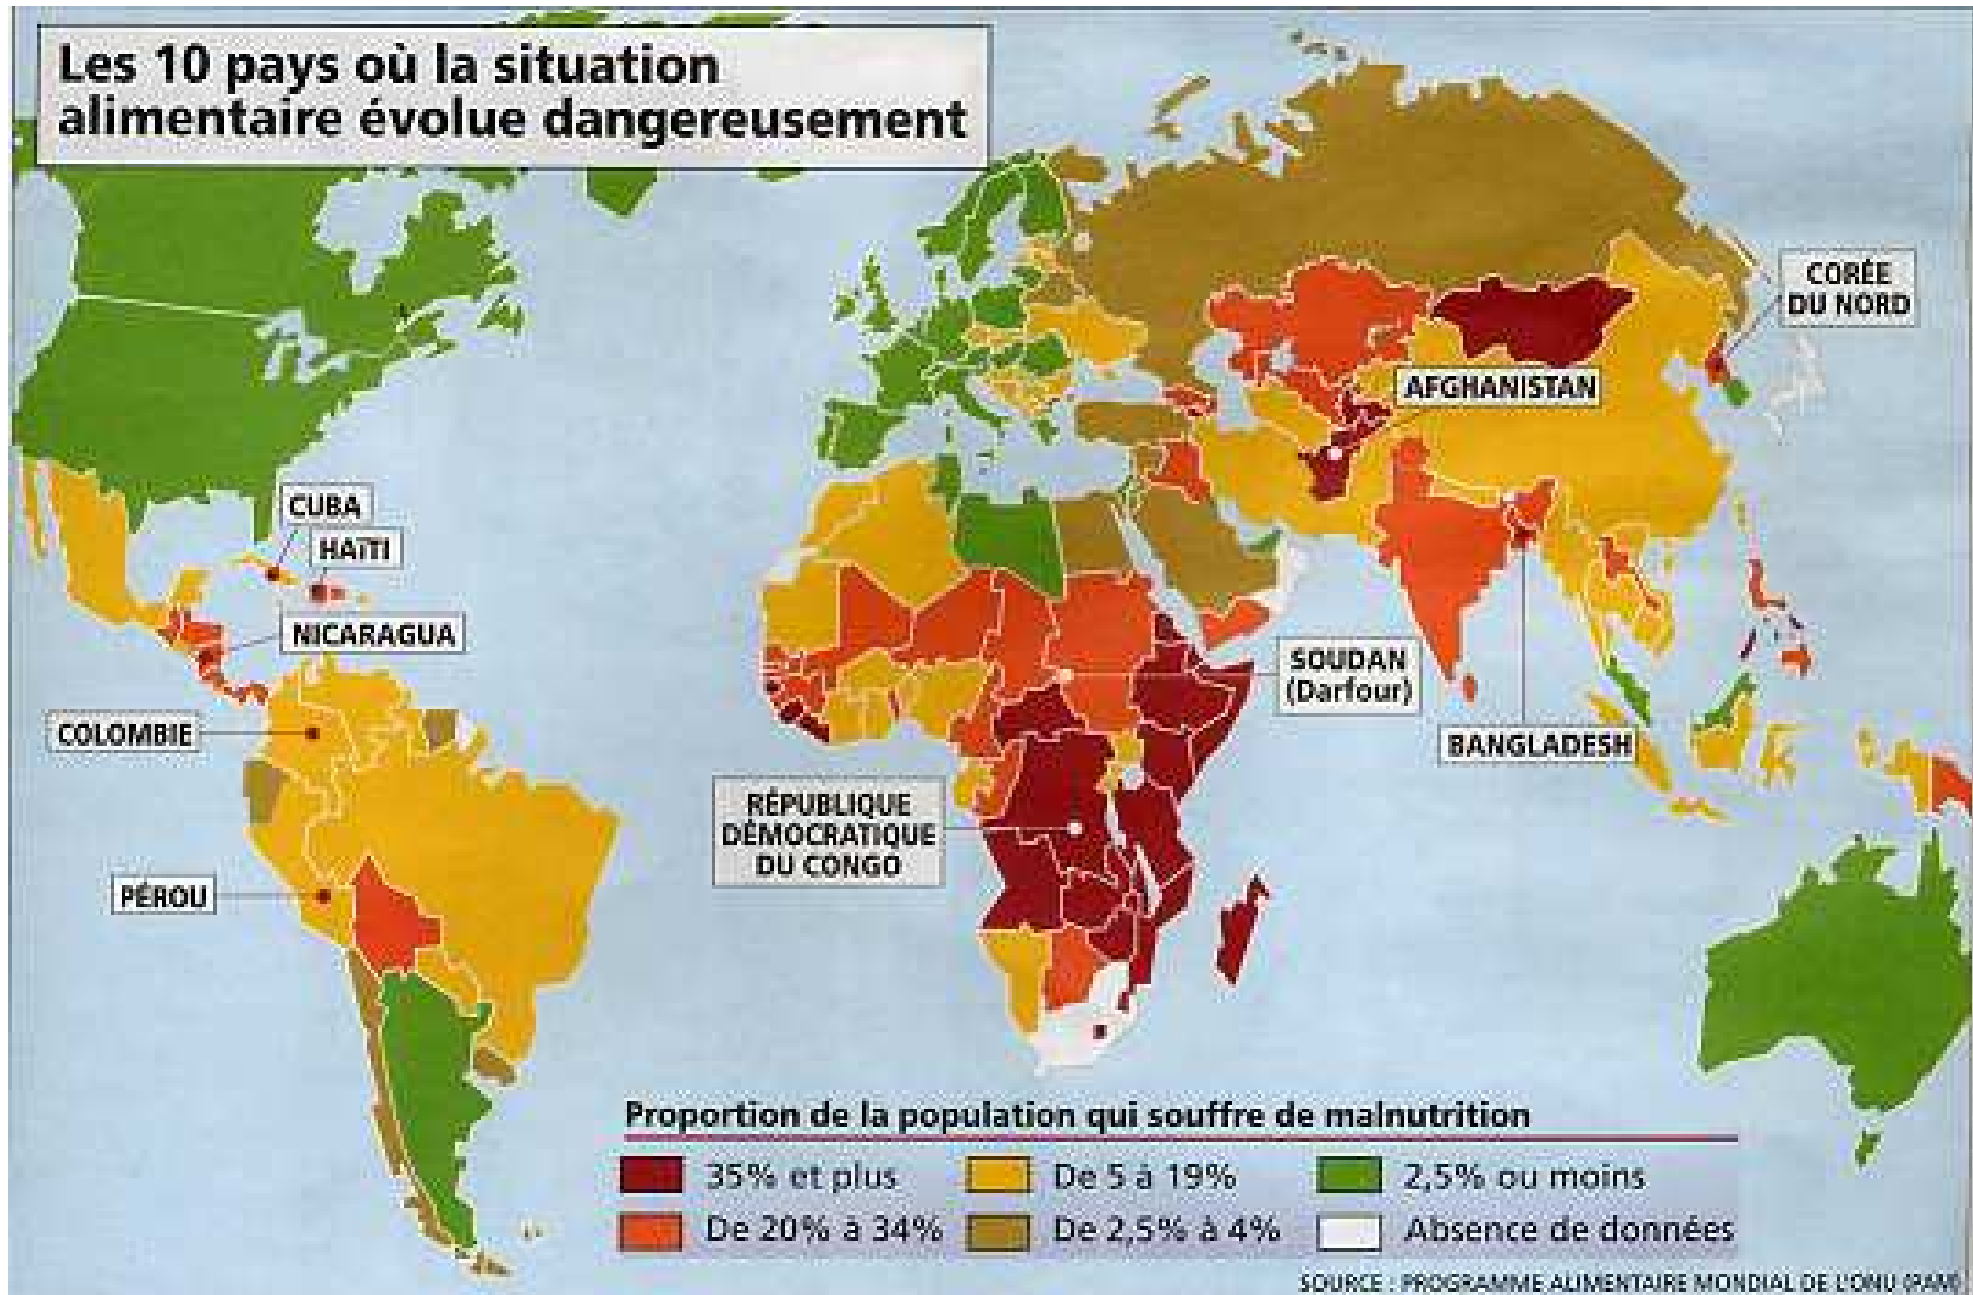 Les 10 pays où la situation
alimentaire évolue dangereusement
CORÉE
DU NORD
AFGHANISTAN
CUBA
HAïTI
NICARAGUA
SOUDAN
(Darfour)
COLOMBIE
BANGLADESH
RÉPUBLIQUE
DÉMOCRATIQUE
DU CONGO
PÉROU
Proportion de la population qui souffre de malnutrition
35% et plus
De 5 à 19%
2,5% ou moins
De 20% à 34%
De 2,5% à 4%
Absence de données
SOURCE : PROGRAMME ALIMENTAIRE MONDIAL DE L'ONU (PAM)